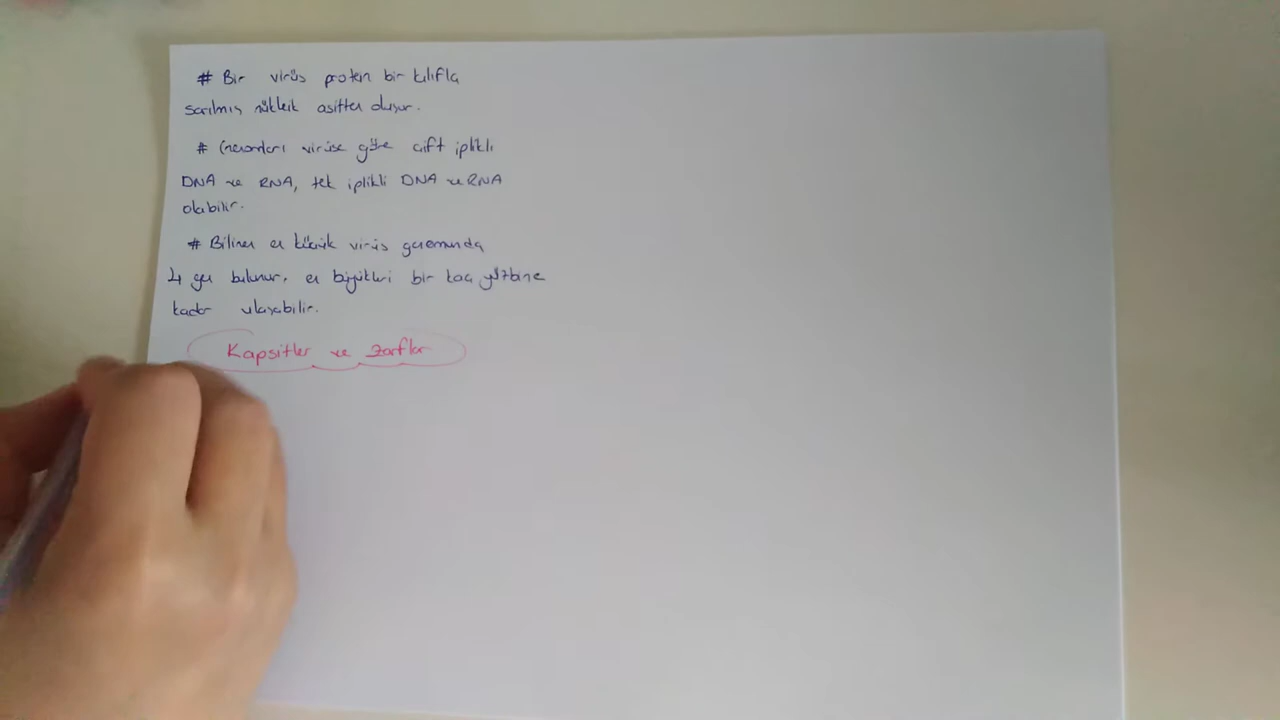 # Bir virüs protein bir kılıfla
sarılmış nükleik asitten oluşur.
# Genomları virüse göre çift iplikli
DNA ve RNA, tek iplikli DNA ve RNA
olabilir.
# Bilinen en küçük virüs genomunda
4 gen bulunur, en büyükleri bir kaç yüzbine
kadar ulaşabilir.
Kapsitler ve zarflar